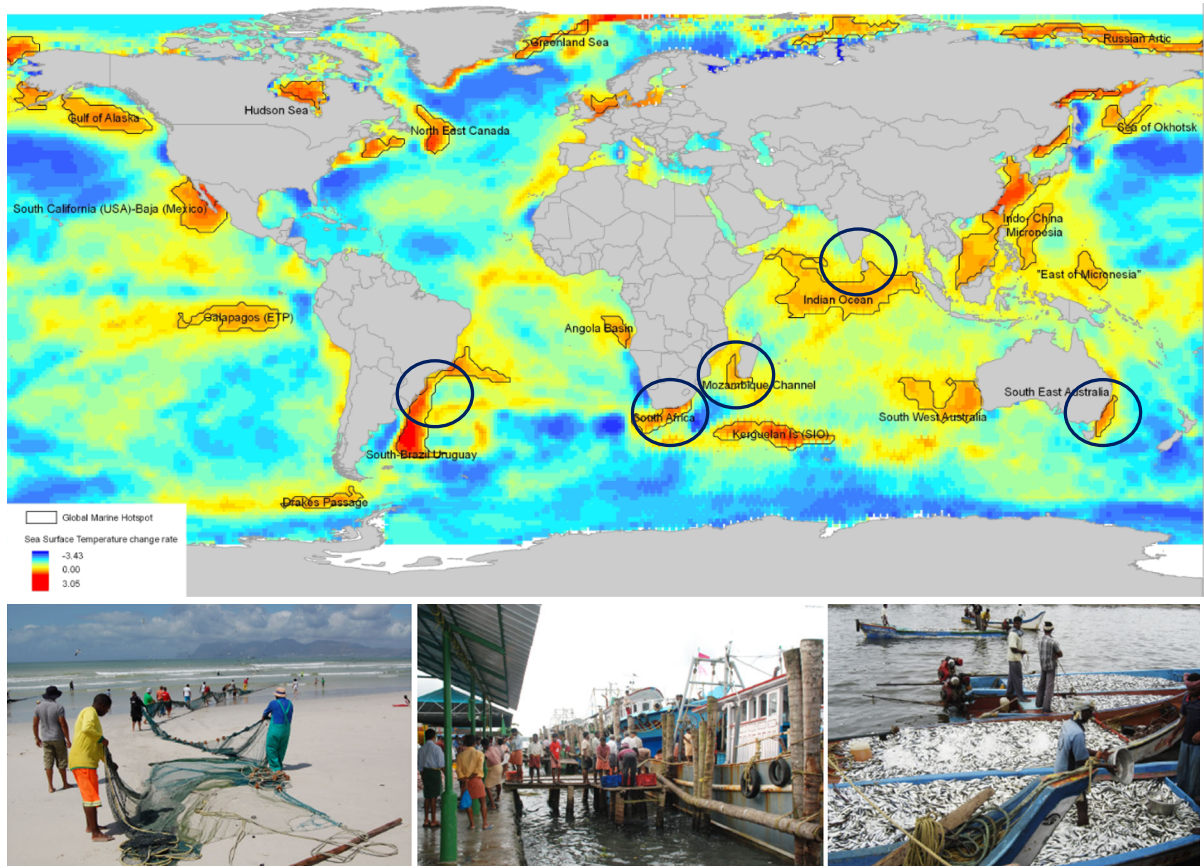 Greenland Sea
Russian Artic
Hudson Sea
Gulf of Alaska
North East Canada
Sea of Okhotsk
South California (USA)-Baja (Mexico)
Indo- China
Micronesia
"East of Micronesia"
Indian Ocean
Galapagos (ETP)
Angola Basin
Mozambique Channel
South East Australia
South Africa
South West Australia
Kerguelan Is (SIO)
South-Brazil Uruguay
Drakes Passage
Global Marine Hotspot
Sea Surface Temperature change rate
-3.43
0.00
3.05